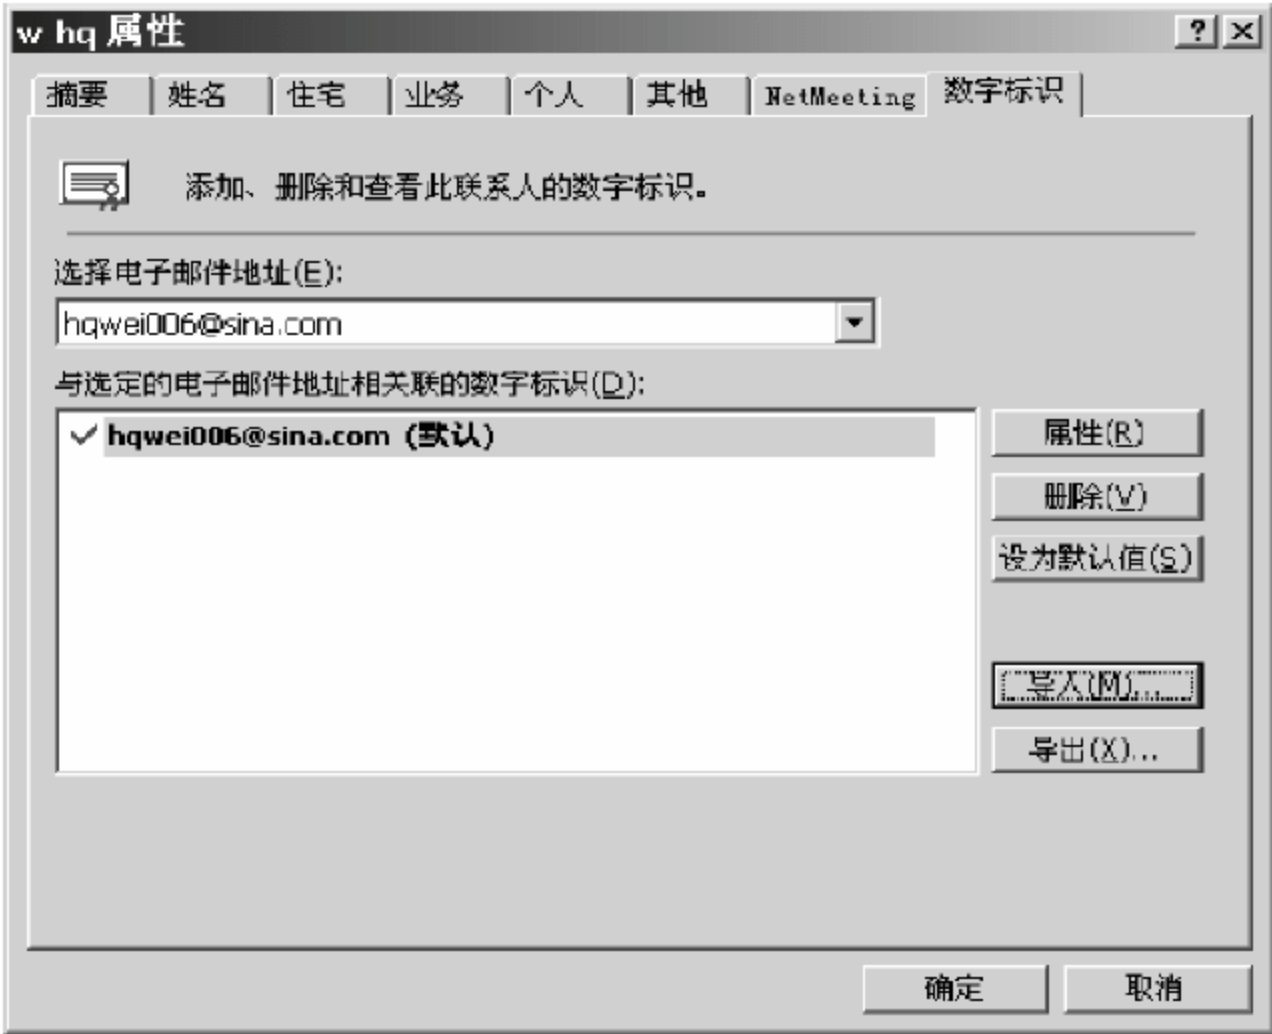 w hq 属性
摘要 姓名 住宅 业务 个人 其他 NetMeeting 数字标识
添加、删除和查看此联系人的数字标识。
选择电子邮件地址(E):
hqwei006@sina.com
与选定的电子邮件地址相关联的数字标识(D):
hqwei006@sina.com (默认)
属性(R)
删除(V)
设为默认值(S)
导入(M)...
导出(X)...
确定 取消